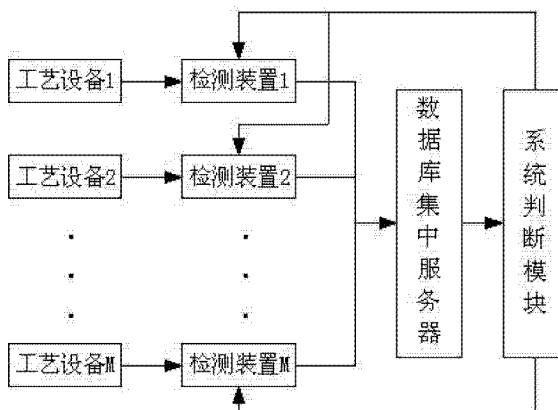 工艺设备1
检测装置1
工艺设备2
检测装置2
工艺设备M
检测装置M
数据库集中服务器
系统判断模块